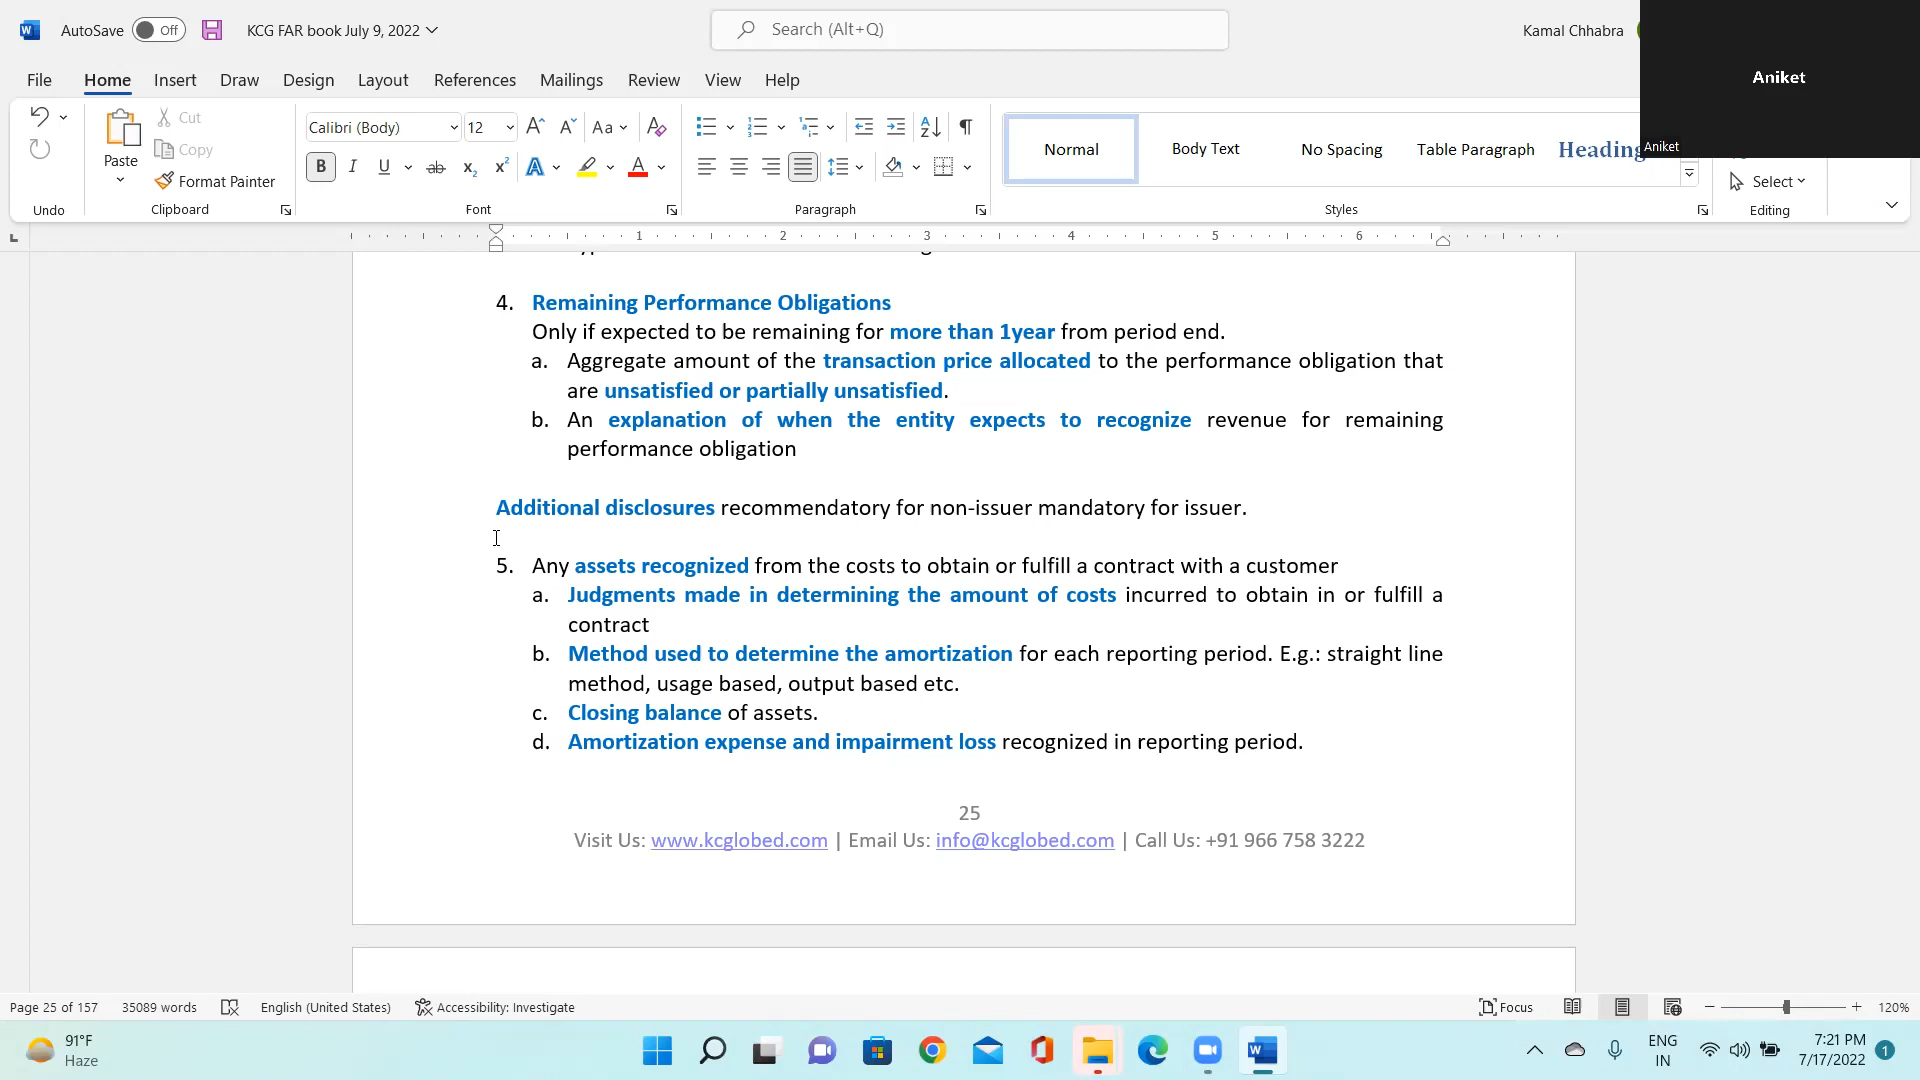 AutoSave Off KCG FAR book July 9, 2022 Search (Alt+Q) Kamal Chhabra
Aniket
File Home Insert Draw Design Layout References Mailings Review View Help
Cut
Copy
Paste
Format Painter
Calibri (Body) 12
Normal Body Text No Spacing Table Paragraph Heading
Aniket
Select
Undo Clipboard Font Paragraph Styles Editing
1 2 3 4 5 6
4. Remaining Performance Obligations
Only if expected to be remaining for more than 1year from period end.
a. Aggregate amount of the transaction price allocated to the performance obligation that
are unsatisfied or partially unsatisfied.
b. An explanation of when the entity expects to recognize revenue for remaining
performance obligation
Additional disclosures recommendatory for non-issuer mandatory for issuer.
5. Any assets recognized from the costs to obtain or fulfill a contract with a customer
a. Judgments made in determining the amount of costs incurred to obtain in or fulfill a
contract
b. Method used to determine the amortization for each reporting period. E.g.: straight line
method, usage based, output based etc.
c. Closing balance of assets.
d. Amortization expense and impairment loss recognized in reporting period.
25
Visit Us: www.kcglobed.com | Email Us: info@kcglobed.com | Call Us: +91 966 758 3222
Page 25 of 157 35089 words English (United States) Accessibility: Investigate Focus 120%
91°F
Haze
ENG
IN
7:21 PM
7/17/2022 1